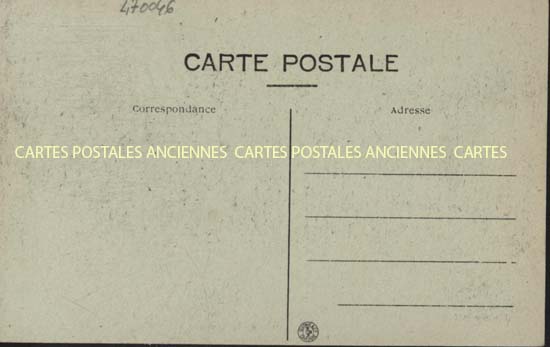 470046
CARTE POSTALE
Correspondance
Adresse
CARTES POSTALES ANCIENNES CARTES POSTALES ANCIENNES CARTES